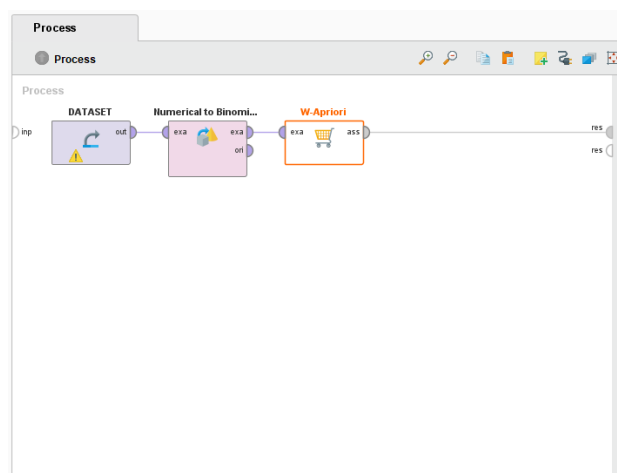 Process
Process
Process
DATASET
Numerical to Binomi...
W-Apriori
inp
out
exa
exa
ori
exa
ass
res
res